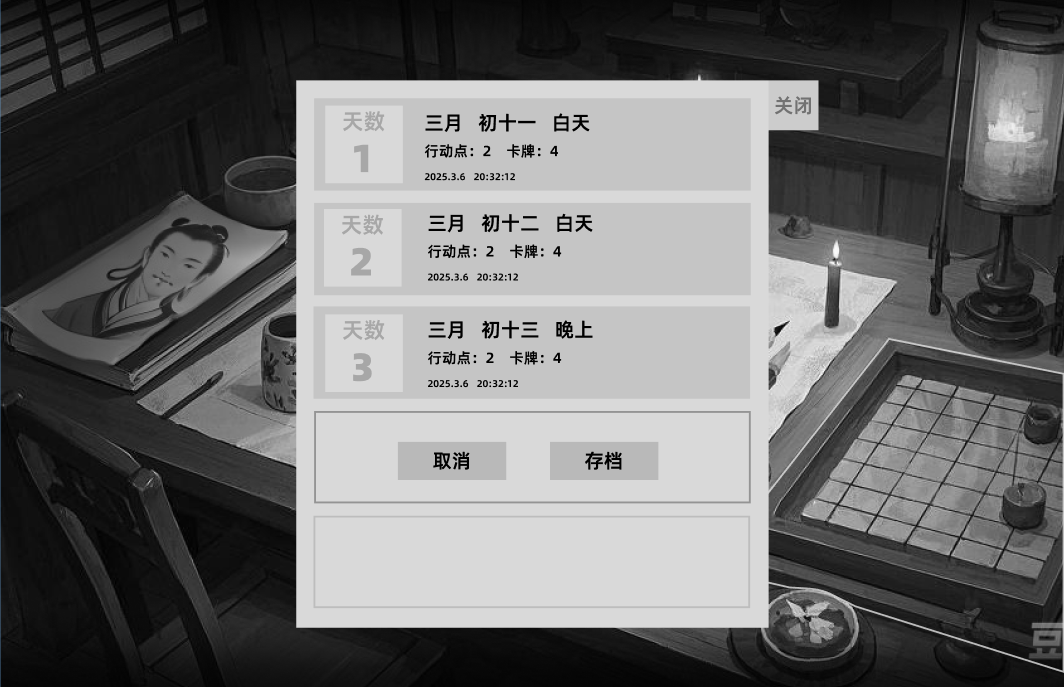 关闭
天数
1
三月 初十一 白天
行动点：2 卡牌：4
2025.3.6 20:32:12
天数
2
三月 初十二 白天
行动点：2 卡牌：4
2025.3.6 20:32:12
天数
3
三月 初十三 晚上
行动点：2 卡牌：4
2025.3.6 20:32:12
取消 存档
豆